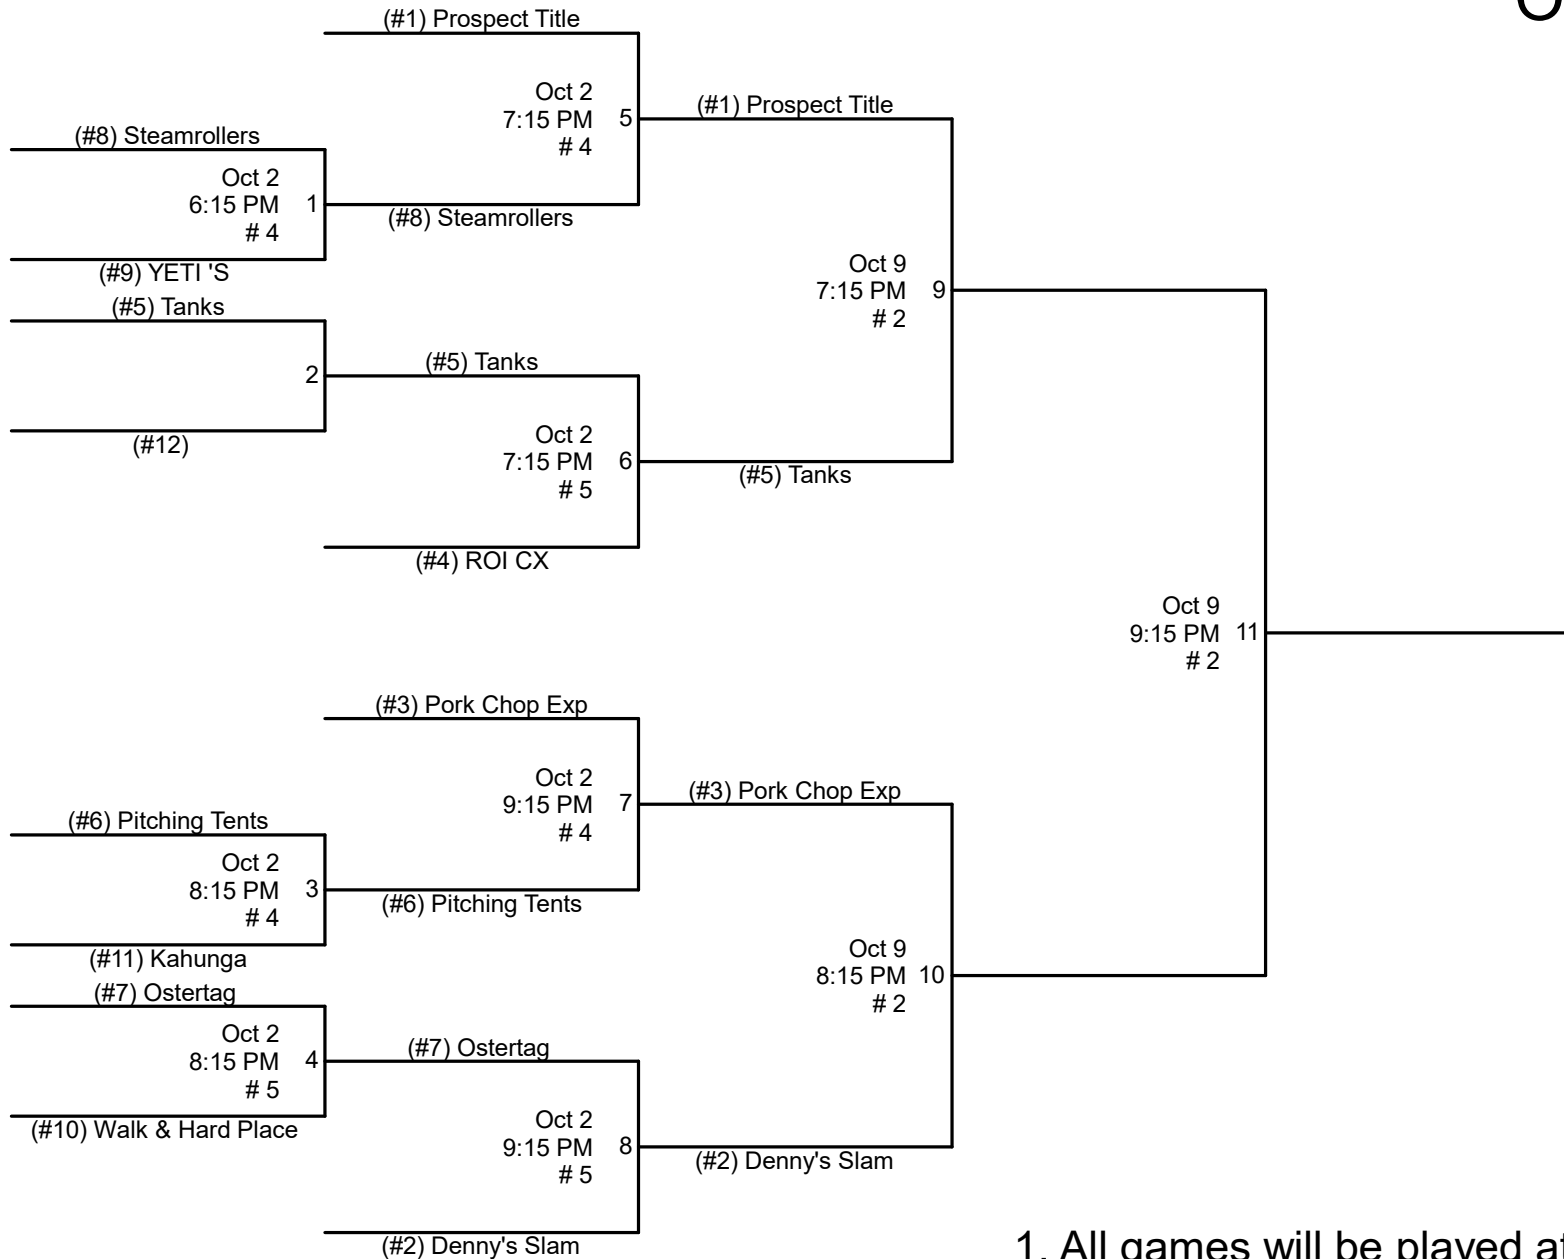 (#1) Prospect Title
Oct 2
7:15 PM
# 4
5
(#1) Prospect Title
(#8) Steamrollers
Oct 2
6:15 PM
# 4
1
(#8) Steamrollers
(#9) YETI 'S
(#5) Tanks
Oct 9
7:15 PM
# 2
9
2
(#5) Tanks
(#12)
Oct 2
7:15 PM
# 5
6
(#5) Tanks
(#4) ROI CX
Oct 9
9:15 PM
# 2
11
(#3) Pork Chop Exp
Oct 2
9:15 PM
# 4
7
(#3) Pork Chop Exp
(#6) Pitching Tents
Oct 2
8:15 PM
# 4
3
(#6) Pitching Tents
(#11) Kahunga
(#7) Ostertag
Oct 9
8:15 PM
# 2
10
Oct 2
8:15 PM
# 5
4
(#7) Ostertag
(#10) Walk & Hard Place
Oct 2
9:15 PM
# 5
8
(#2) Denny's Slam
(#2) Denny's Slam
1. All games will be played at